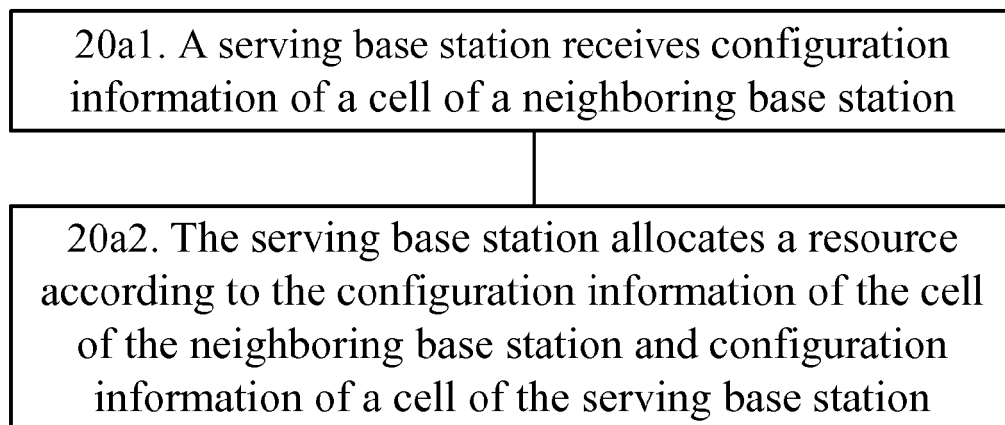 20a1. A serving base station receives configuration
information of a cell of a neighboring base station
20a2. The serving base station allocates a resource
according to the configuration information of the cell
of the neighboring base station and configuration
information of a cell of the serving base station